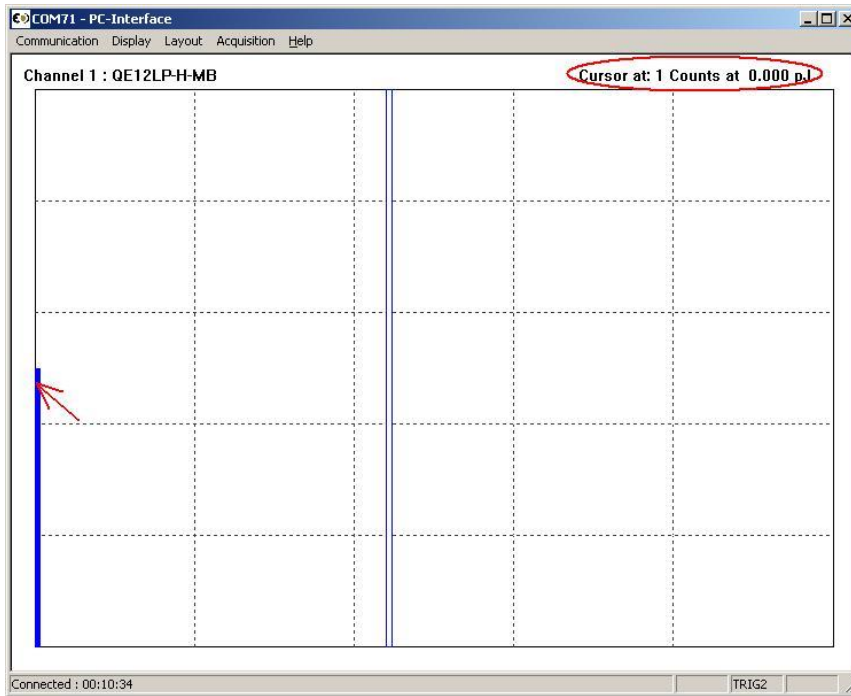 COM71 - PC-Interface
Communication Display Layout Acquisition Help
Channel 1 : QE12LP-H-MB
Cursor at: 1 Counts at 0.000 pJ
Connected : 00:10:34
TRIG2